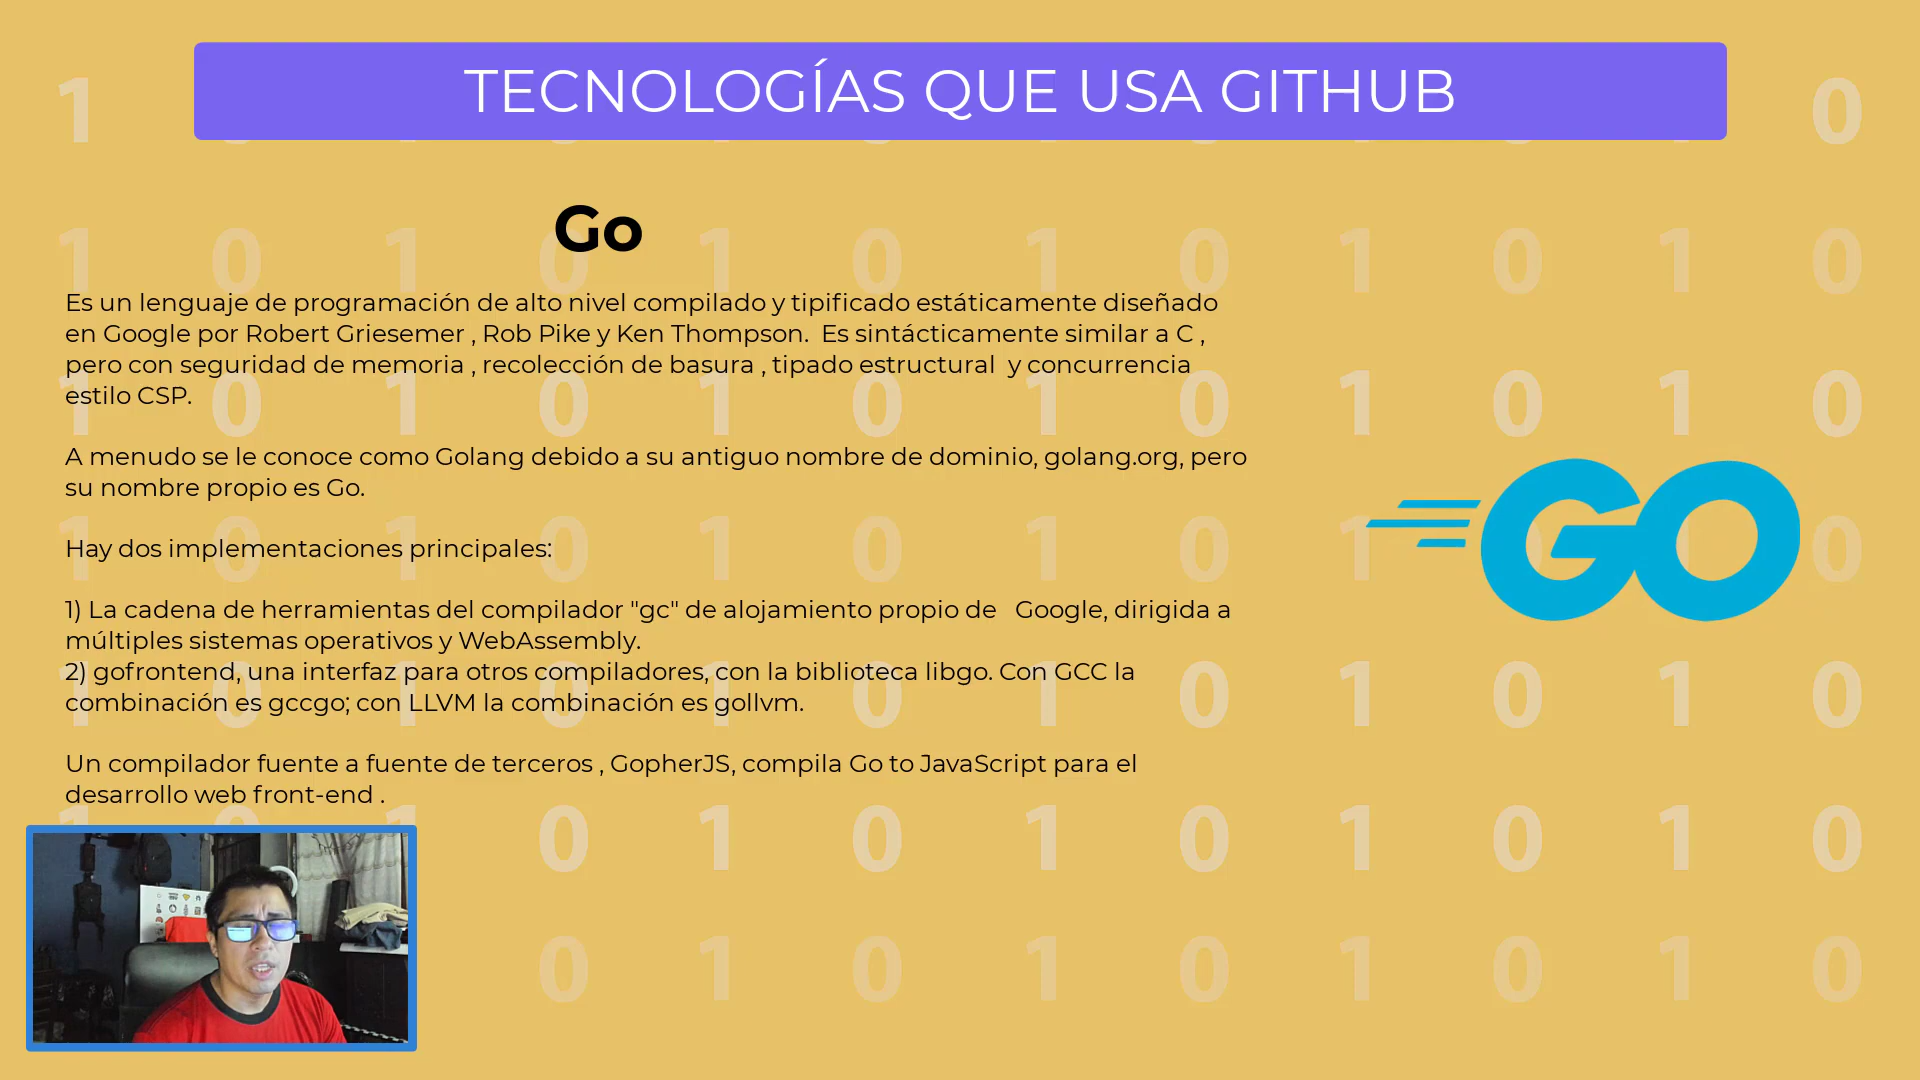 TECNOLOGÍAS QUE USA GITHUB
Go
Es un lenguaje de programación de alto nivel compilado y tipificado estáticamente diseñado
en Google por Robert Griesemer , Rob Pike y Ken Thompson.  Es sintácticamente similar a C ,
pero con seguridad de memoria , recolección de basura , tipado estructural  y concurrencia
estilo CSP.
A menudo se le conoce como Golang debido a su antiguo nombre de dominio, golang.org, pero
su nombre propio es Go.
Hay dos implementaciones principales:
1) La cadena de herramientas del compilador "gc" de alojamiento propio de   Google, dirigida a
múltiples sistemas operativos y WebAssembly.
2) gofrontend, una interfaz para otros compiladores, con la biblioteca libgo. Con GCC la
combinación es gccgo; con LLVM la combinación es gollvm.
Un compilador fuente a fuente de terceros , GopherJS, compila Go to JavaScript para el
desarrollo web front-end .
GO